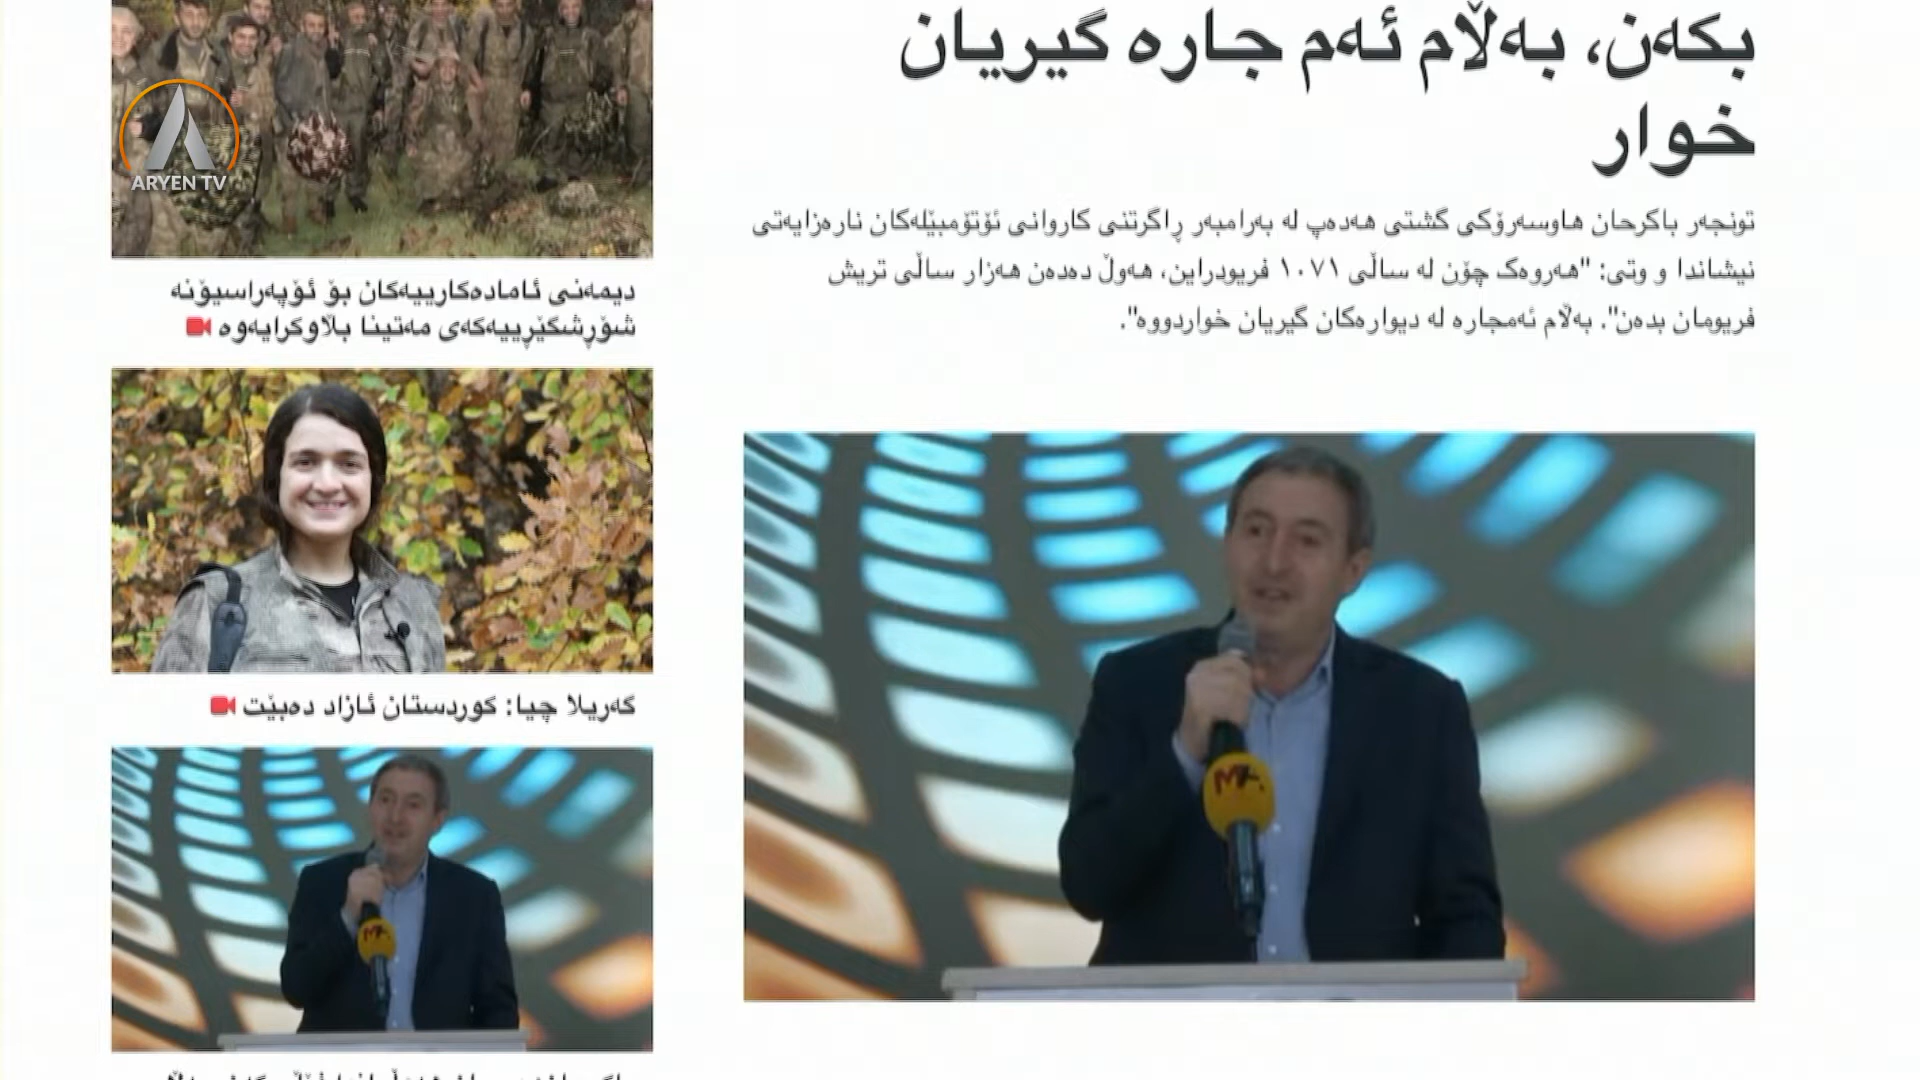 بکەن، بەڵام ئەم جارە گیریان
خوار
تونجەر باکرحان هاوسەرۆکی گشتی هەدەپ لە بەرامبەر ڕاگرتنی کاروانی ئۆتۆمبێلەکان نارەزایەتی
نیشاندا و وتی: "هەروەک چۆن لە ساڵی ١٠٧١ فریودراین، هەوڵ دەدەن هەزار ساڵی تریش
فریومان بدەن". بەڵام ئەمجارە لە دیوارەکان گیریان خواردووە".
ARYEN TV
دیمەنی ئامادەکارییەکان بۆ ئۆپەراسیۆنە
شۆڕشگێڕییەکەی مەتینا بڵاوکرایەوە
گەریلا چیا: کوردستان ئازاد دەبێت